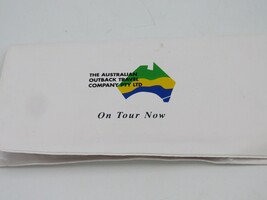 THE AUSTRALIAN
OUTBACK TRAVEL
COMPANY PTY LTD
On Tour Now